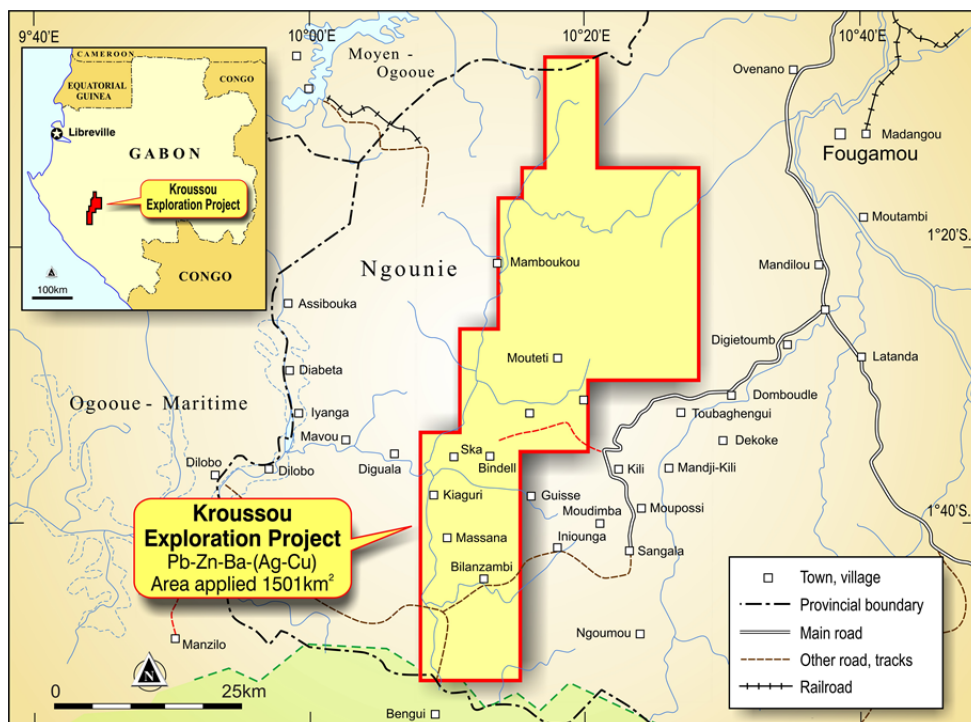 9°40'
10°00
10°20'
10°40'
CAMEROON
EQUATORIAL
GUINEA
CONGO
Libreville
GABON
Kroussou
Exploration Project
CONGO
100km
Moyen -
Ogooue
Ovenano
Madangou
Fougamou
Moutambi
1°20'S.
Ngounie
Mamboukou
Mandilou
Assibouka
Digietoumb
Mouteti
Latanda
Diabeta
Domboudle
Ogooue - Maritime
Iyanga
Toubaghengui
Mavou
Dekoke
Diguala
Ska
Bindell
Dilobo
Dilobo
Kili
Mandji-Kili
Kiaguri
Guisse
Moupossi
Moudimba
1°40'S.
Kroussou
Exploration Project
Pb-Zn-Ba-(Ag-Cu)
Area applied 1501km²
Massana
Iniounga
Sangala
Bilanzambi
Manzilo
Ngoumou
N
0 25km
Bengui
Town, village
Provincial boundary
Main road
Other road, tracks
Railroad